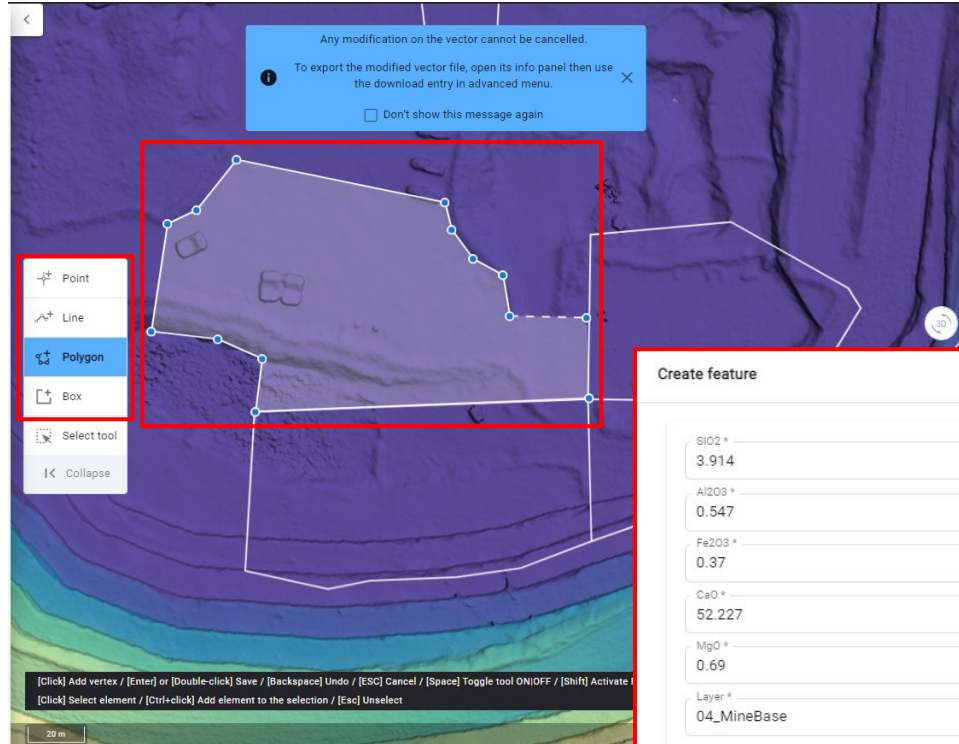 Any modification on the vector cannot be cancelled.
To export the modified vector file, open its info panel then use
the download entry in advanced menu.
Don't show this message again
Point
Line
Polygon
Box
Select tool
Collapse
3D
Create feature
SIO2 *
3.914
Al2O3 *
0.547
Fe2O3 *
0.37
CaO *
52.227
MgO *
0.69
Layer *
04_MineBase
[Click] Add vertex / [Enter] or [Double-click] Save / [Backspace] Undo / [ESC] Cancel / [Space] Toggle tool ON|OFF / [Shift] Activate
[Click] Select element / [Ctrl+click] Add element to the selection / [Esc] Unselect
20 m